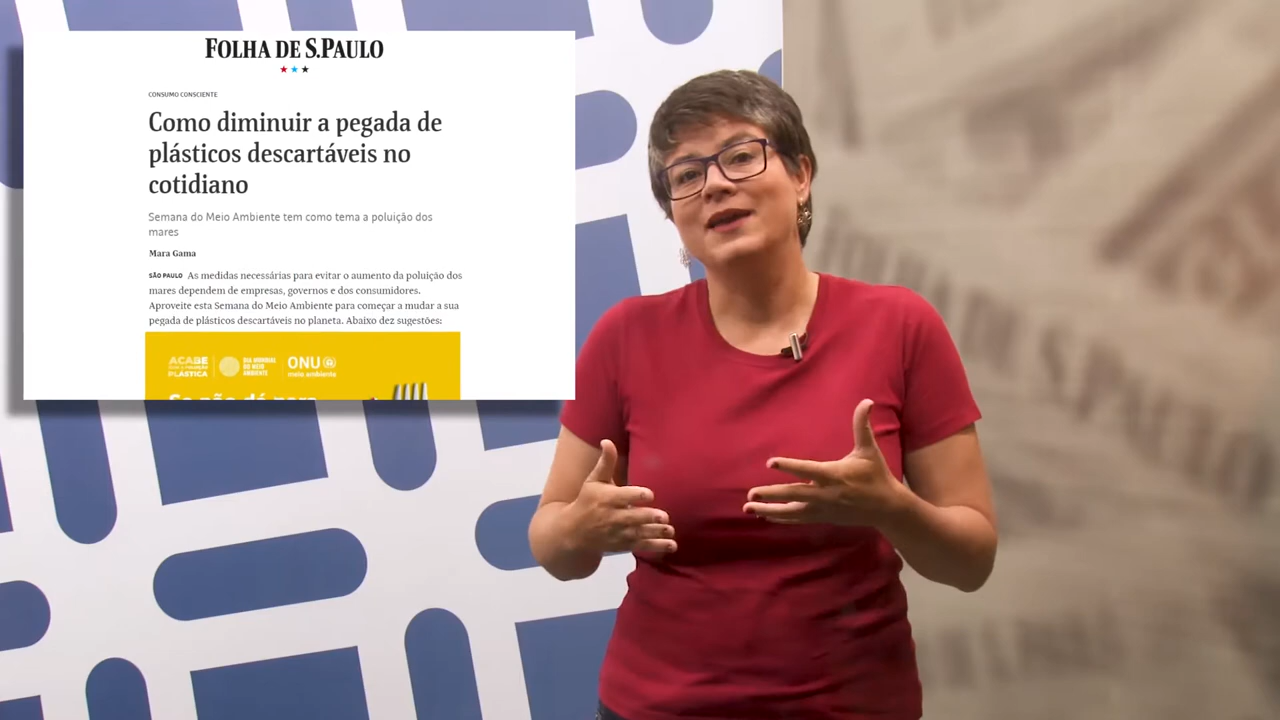 FOLHA DE S.PAULO
CONSUMO CONSCIENTE
Como diminuir a pegada de
plásticos descartáveis no
cotidiano
Semana do Meio Ambiente tem como tema a poluição dos
mares
Mara Gama
SÃO PAULO As medidas necessárias para evitar o aumento da poluição dos
mares dependem de empresas, governos e dos consumidores.
Aproveite esta Semana do Meio Ambiente para começar a mudar a sua
pegada de plásticos descartáveis no planeta. Abaixo dez sugestões:
ACABE
PLÁSTICA
DIA MUNDIAL
DO MEIO
AMBIENTE
ONU
meio ambiente